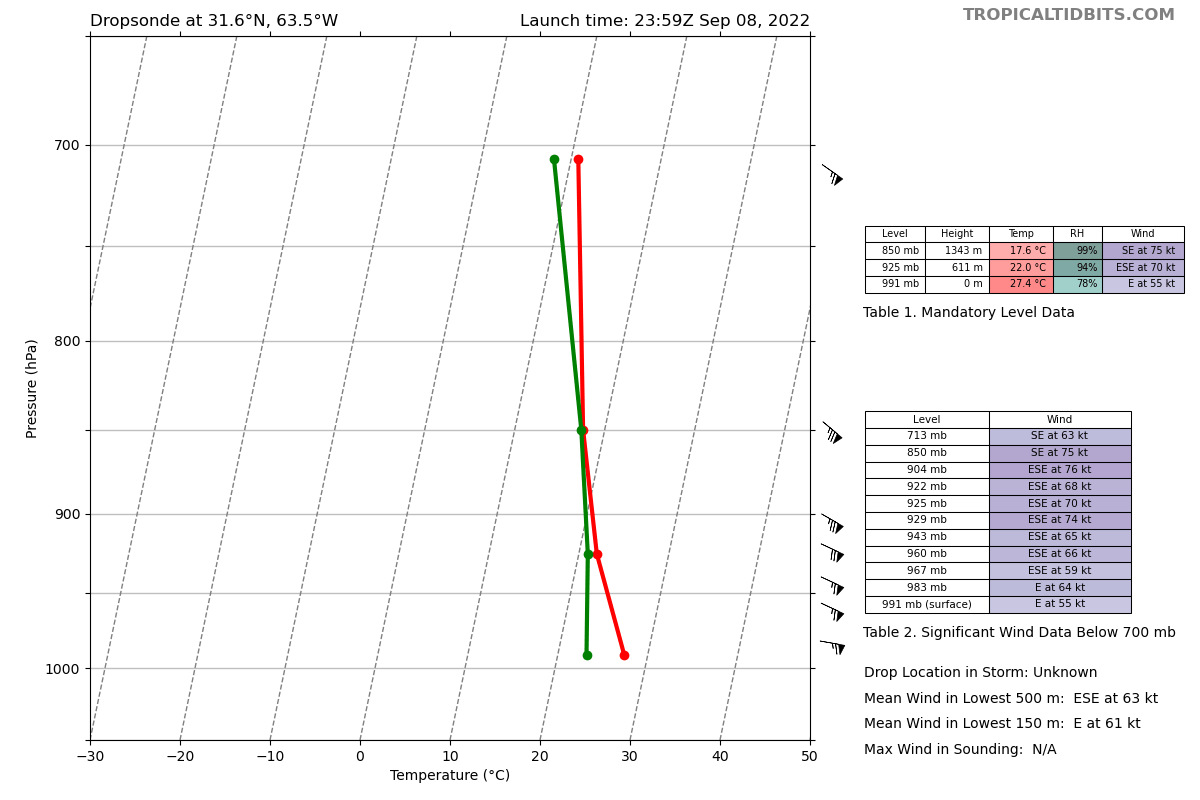 TROPICALTIDBITS.COM
Dropsonde at 31.6°N, 63.5°W    Launch time: 23:59Z Sep 08, 2022
700
800
900
1000
Pressure (hPa)
−30 −20 −10 0 10 20 30 40 50
Temperature (°C)
Level Height Temp RH Wind
850 mb 1343 m 17.6 °C 99% SE at 75 kt
925 mb 611 m 22.0 °C 94% ESE at 70 kt
991 mb 0 m 27.4 °C 78% E at 55 kt
Table 1. Mandatory Level Data
Level Wind
713 mb SE at 63 kt
850 mb SE at 75 kt
904 mb ESE at 76 kt
922 mb ESE at 68 kt
925 mb ESE at 70 kt
929 mb ESE at 74 kt
943 mb ESE at 65 kt
960 mb ESE at 66 kt
967 mb ESE at 59 kt
983 mb E at 64 kt
991 mb (surface) E at 55 kt
Table 2. Significant Wind Data Below 700 mb
Drop Location in Storm: Unknown
Mean Wind in Lowest 500 m:  ESE at 63 kt
Mean Wind in Lowest 150 m:  E at 61 kt
Max Wind in Sounding:  N/A